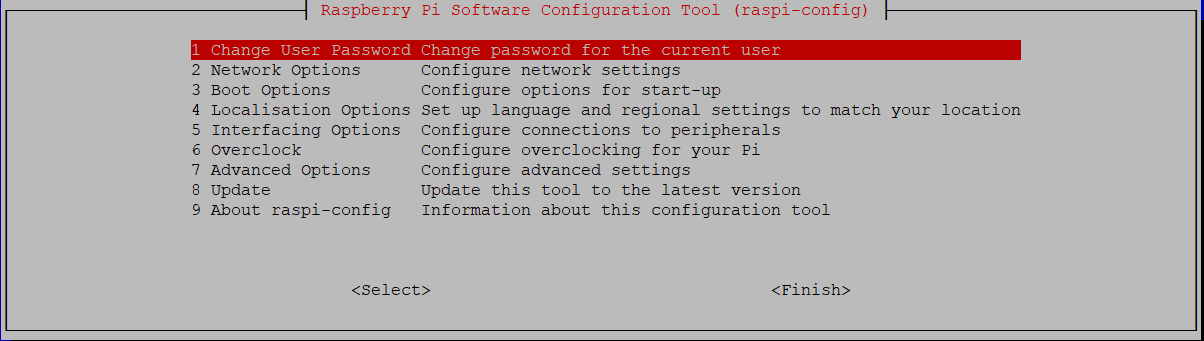 Raspberry Pi Software Configuration Tool (raspi-config)
1 Change User Password Change password for the current user
2 Network Options Configure network settings
3 Boot Options Configure options for start-up
4 Localisation Options Set up language and regional settings to match your location
5 Interfacing Options Configure connections to peripherals
6 Overclock Configure overclocking for your Pi
7 Advanced Options Configure advanced settings
8 Update Update this tool to the latest version
9 About raspi-config Information about this configuration tool
<Select> <Finish>